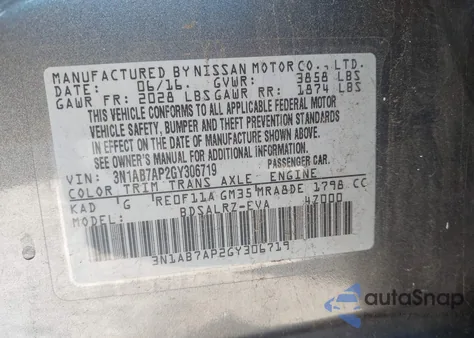 MANUFACTURED BY NISSAN MOTOR CO., LTD.
DATE: 06/16. GVWR: 3858 LBS
GAWR FR: 2028 LBS GAWR RR: 1874 LBS
THIS VEHICLE CONFORMS TO ALL APPLICABLE FEDERAL MOTOR
VEHICLE SAFETY, BUMPER AND THEFT PREVENTION STANDARDS
IN EFFECT ON THE DATE OF MANUFACTURE SHOWN ABOVE.
SEE OWNER'S MANUAL FOR ADDITIONAL INFORMATION.
VIN: 3N1AB7AP2GY306719 PASSENGER CAR.
COLOR TRIM TRANS AXLE ENGINE
KAD G RE0F11A GM35 MRA8DE 1798 CC
MODEL: BDSALRZ-EVA 4Z000
3N1AB7AP2GY306719
autaSnap